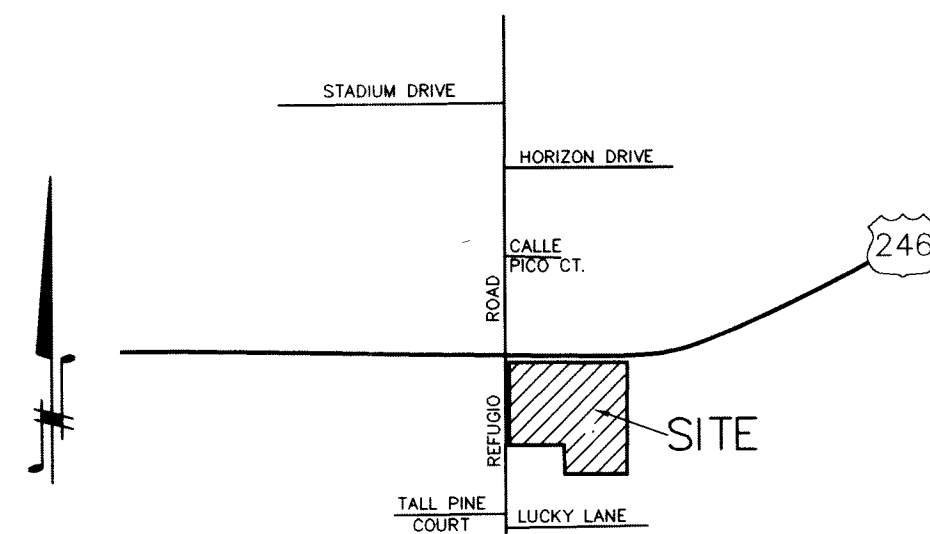 STADIUM DRIVE
HORIZON DRIVE
CALLE
PICO CT.
246
ROAD
REFUGIO
SITE
TALL PINE
COURT
LUCKY LANE